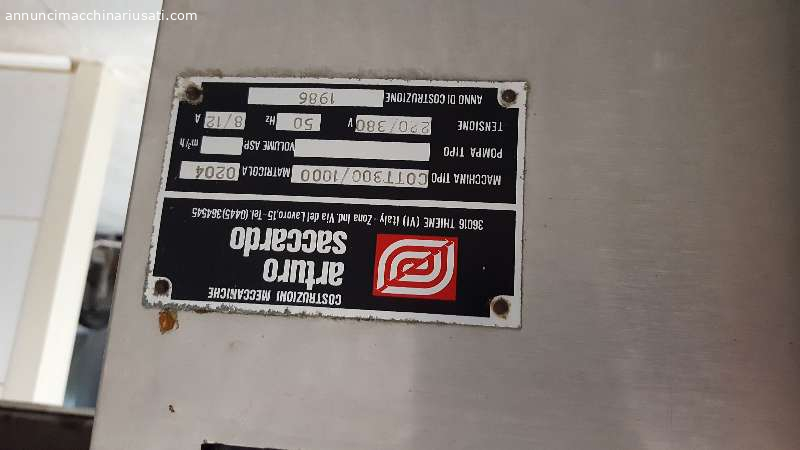 annuncimacchinariusati.com
COSTRUZIONI MECCANICHE
arturo
saccardo
36016 THIENE (VI) Italy - Zona Ind. Via del Lavoro,15 - Tel. (0445)364545
MACCHINA TIPO COTT300/1000 MATRICOLA 0204
POMPA TIPO VOLUME ASP. m³/h
TENSIONE 220/380 V 50 Hz 8/12 A
ANNO DI COSTRUZIONE 1986